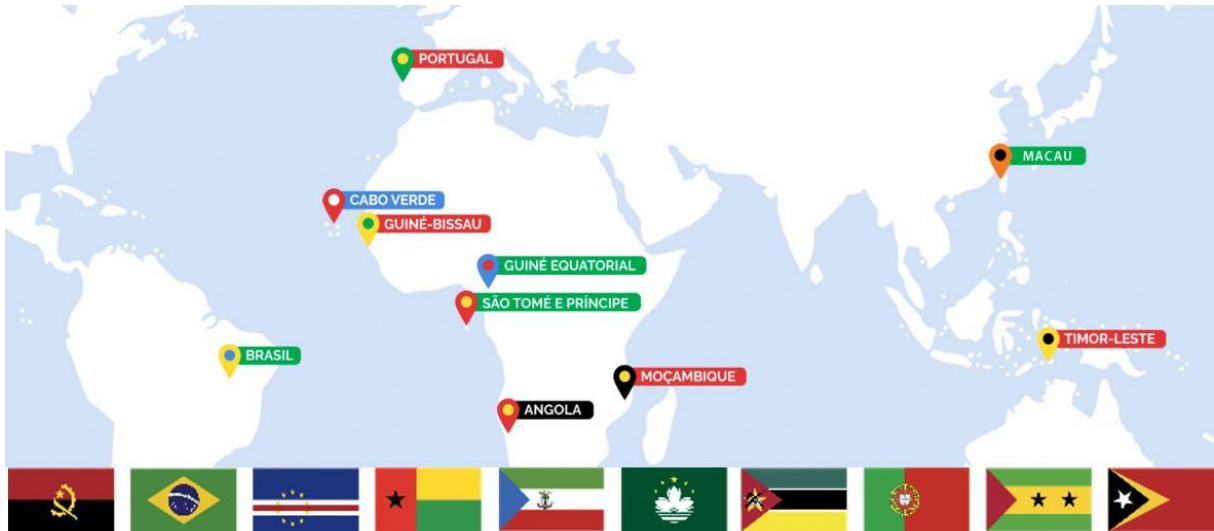 PORTUGAL
MACAU
CABO VERDE
GUINÉ-BISSAU
GUINÉ EQUATORIAL
SÃO TOMÉ E PRÍNCIPE
TIMOR-LESTE
BRASIL
MOÇAMBIQUE
ANGOLA